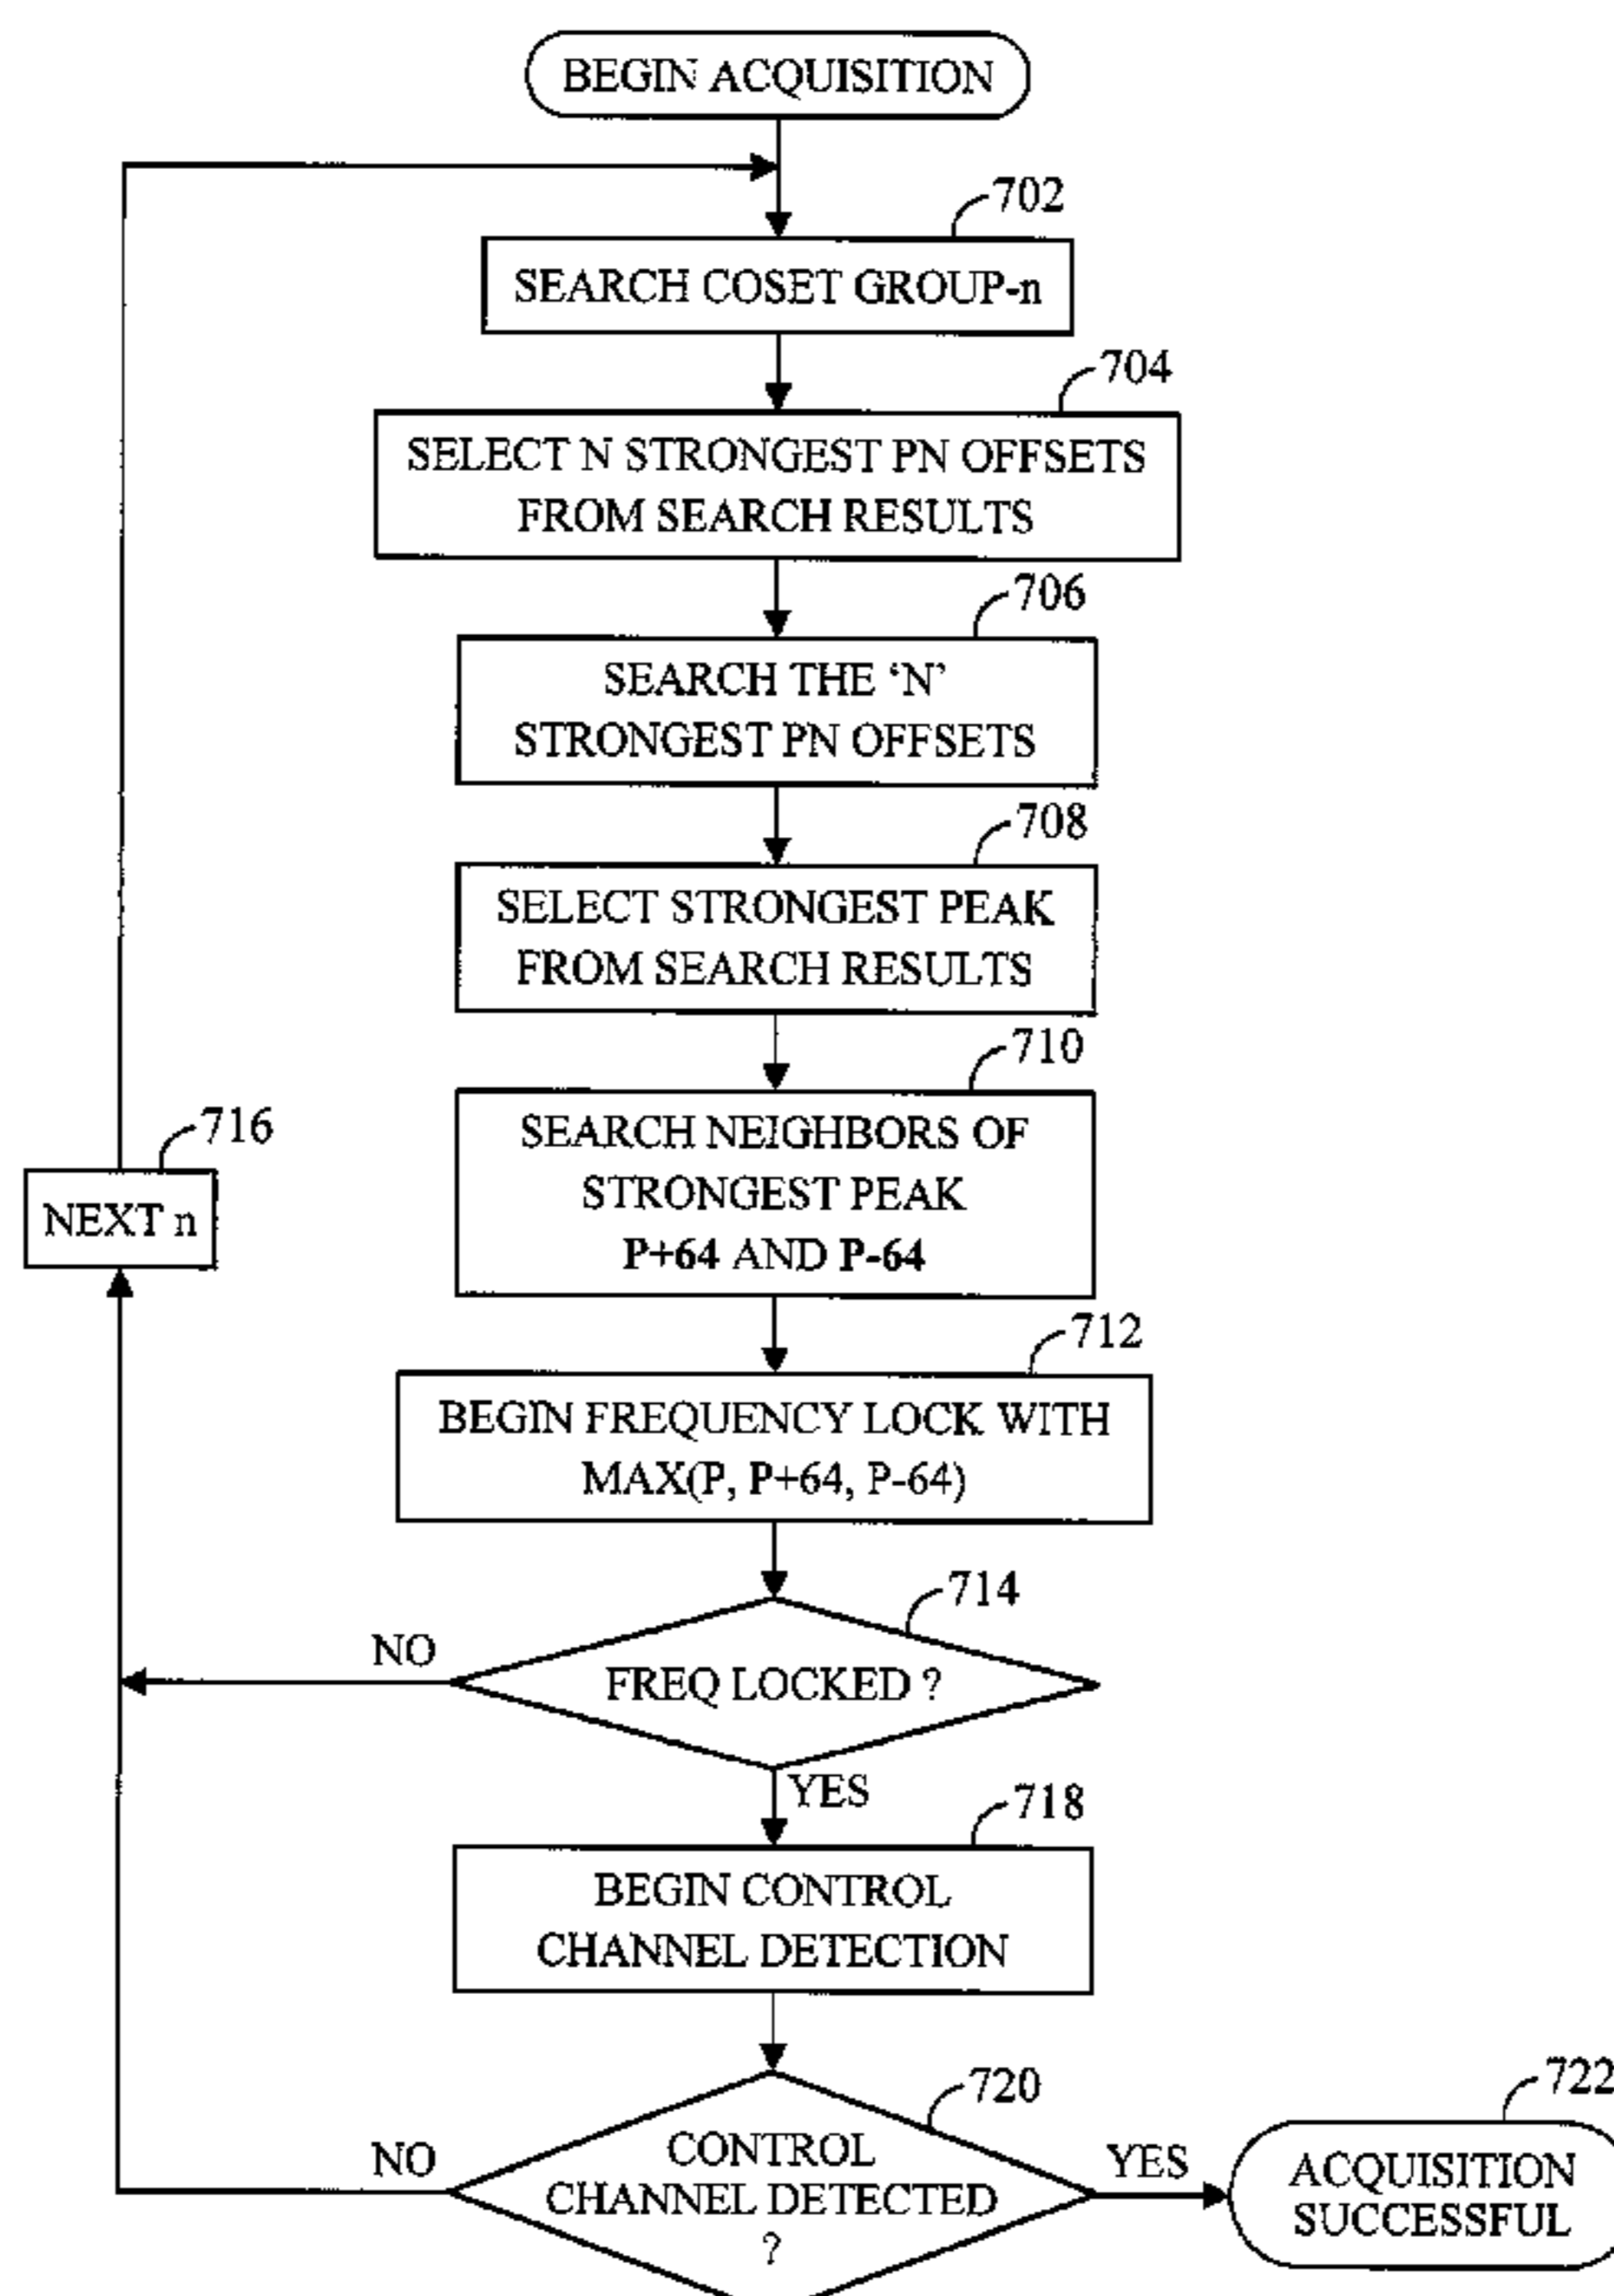 BEGIN ACQUISITION
702
SEARCH COSET GROUP-n
704
SELECT N STRONGEST PN OFFSETS
FROM SEARCH RESULTS
706
SEARCH THE ‘N’
STRONGEST PN OFFSETS
708
SELECT STRONGEST PEAK
FROM SEARCH RESULTS
710
SEARCH NEIGHBORS OF
STRONGEST PEAK
P+64 AND P-64
716
NEXT n
712
BEGIN FREQUENCY LOCK WITH
MAX(P, P+64, P-64)
714
NO
FREQ LOCKED ?
YES
718
BEGIN CONTROL
CHANNEL DETECTION
720
NO
CONTROL
CHANNEL DETECTED
?
YES
722
ACQUISITION
SUCCESSFUL